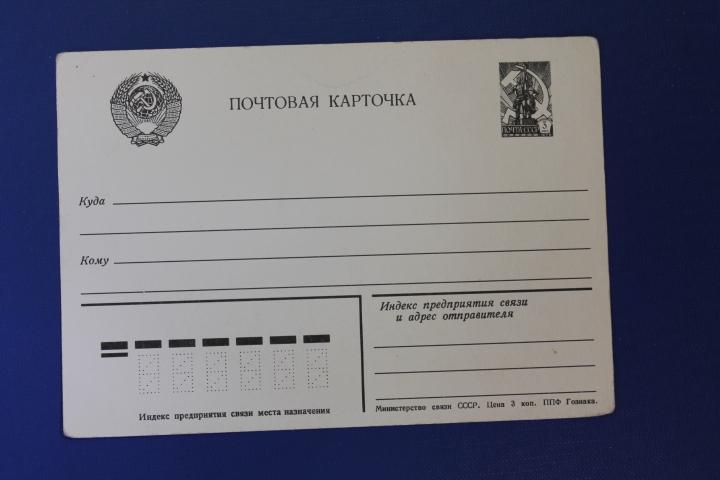 ПОЧТОВАЯ КАРТОЧКА
ПОЧТА СССР 3
Куда
Кому
Индекс предприятия связи
и адрес отправителя
Индекс предприятия связи места назначения
Министерство связи СССР. Цена 3 коп. ППФ Гознака.